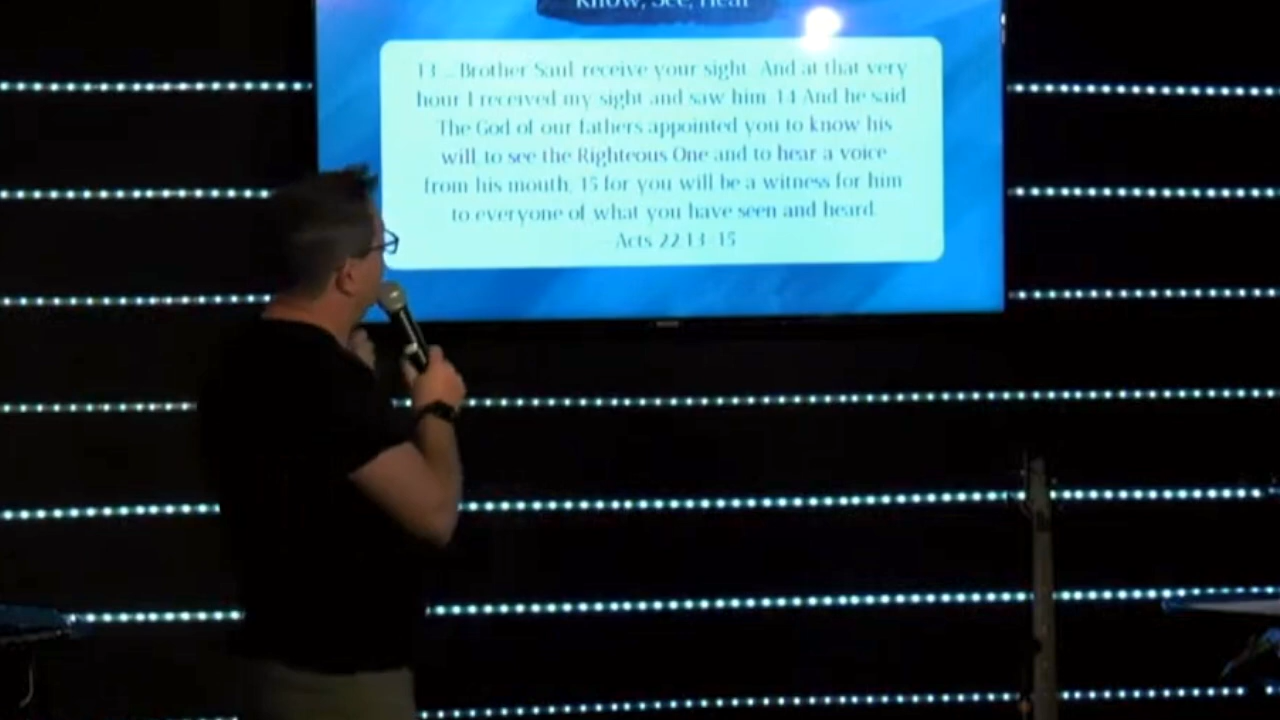 Know, See, Hear
13 ...Brother Saul receive your sight. And at that very
hour I received my sight and saw him. 14 And he said
The God of our fathers appointed you to know his
will, to see the Righteous One and to hear a voice
from his mouth; 15 for you will be a witness for him
to everyone of what you have seen and heard.
—Acts 22:13-15